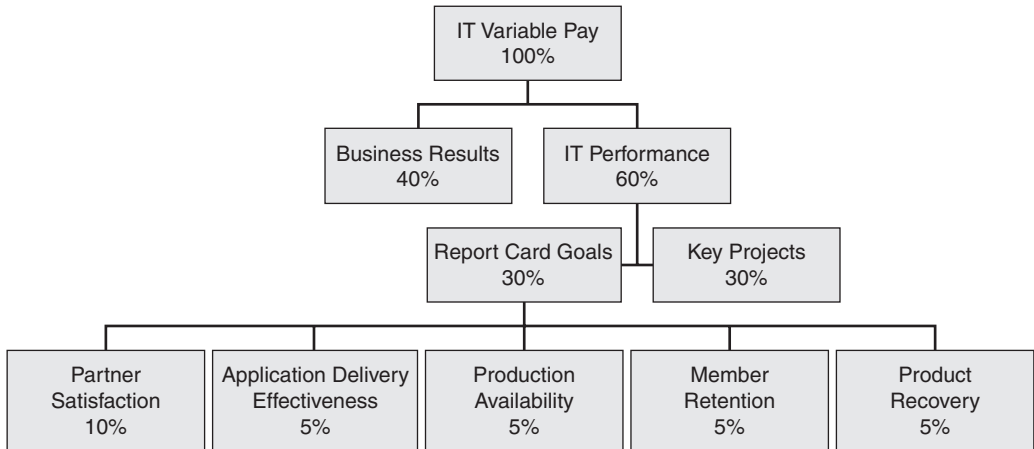 IT Variable Pay
100%
Business Results
40%
IT Performance
60%
Report Card Goals
30%
Key Projects
30%
Partner
Satisfaction
10%
Application Delivery
Effectiveness
5%
Production
Availability
5%
Member
Retention
5%
Product
Recovery
5%